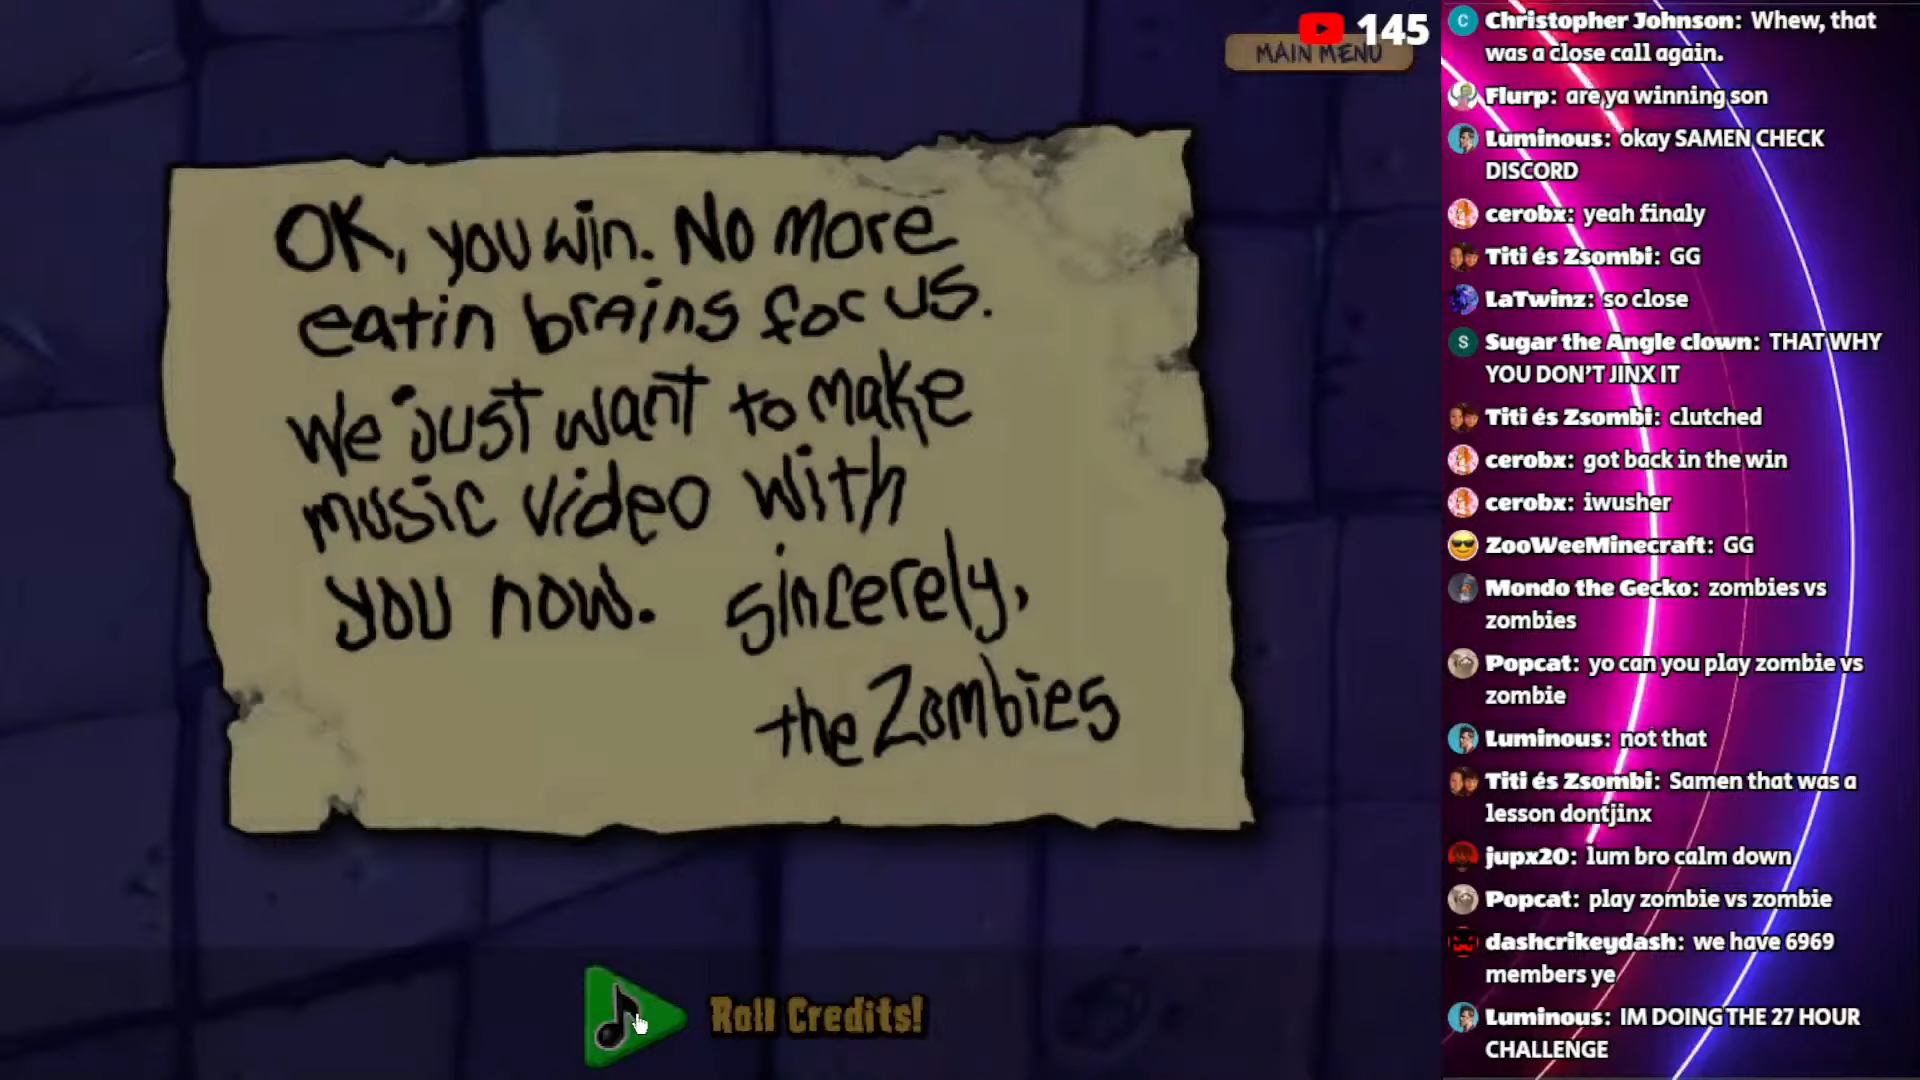 145
MAIN MENU
OK, you win. No more
eatin brains for us.
We just want to make
music video with
you now. sincerely,
the Zombies
Roll Credits!
Christopher Johnson: Whew, that
was a close call again.
Flurp: are ya winning son
Luminous: okay SAMEN CHECK
DISCORD
cerobx: yeah finaly
Titi és Zsombi: GG
LaTwinz: so close
S
Sugar the Angle clown: THAT WHY
YOU DON'T JINX IT
Titi és Zsombi: clutched
cerobx: got back in the win
cerobx: iwusher
ZooWeeMinecraft: GG
Mondo the Gecko: zombies vs
zombies
Popcat: yo can you play zombie vs
zombie
Luminous: not that
Titi és Zsombi: Samen that was a
lesson dontjinx
jupx20: lum bro calm down
Popcat: play zombie vs zombie
dashcrikeydash: we have 6969
members ye
Luminous: IM DOING THE 27 HOUR
CHALLENGE